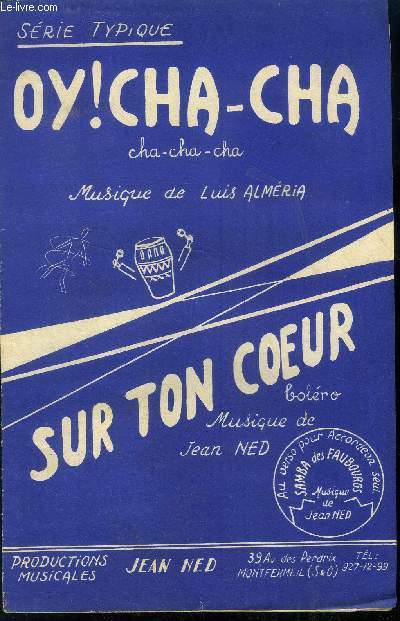 SÉRIE TYPIQUE
OY!CHA-CHA
cha-cha-cha
Musique de Luis ALMÉRIA
SUR TON COEUR
boléro
Musique de
Jean NED
Au verso pour Accordéon seul
SAMBA des FAUBOURGS
Musique
de
Jean NED
PRODUCTIONS
MUSICALES
JEAN NED
39 Av. des Perdrix
MONTFERMEIL (S&O)
TÉL:
927-12-99